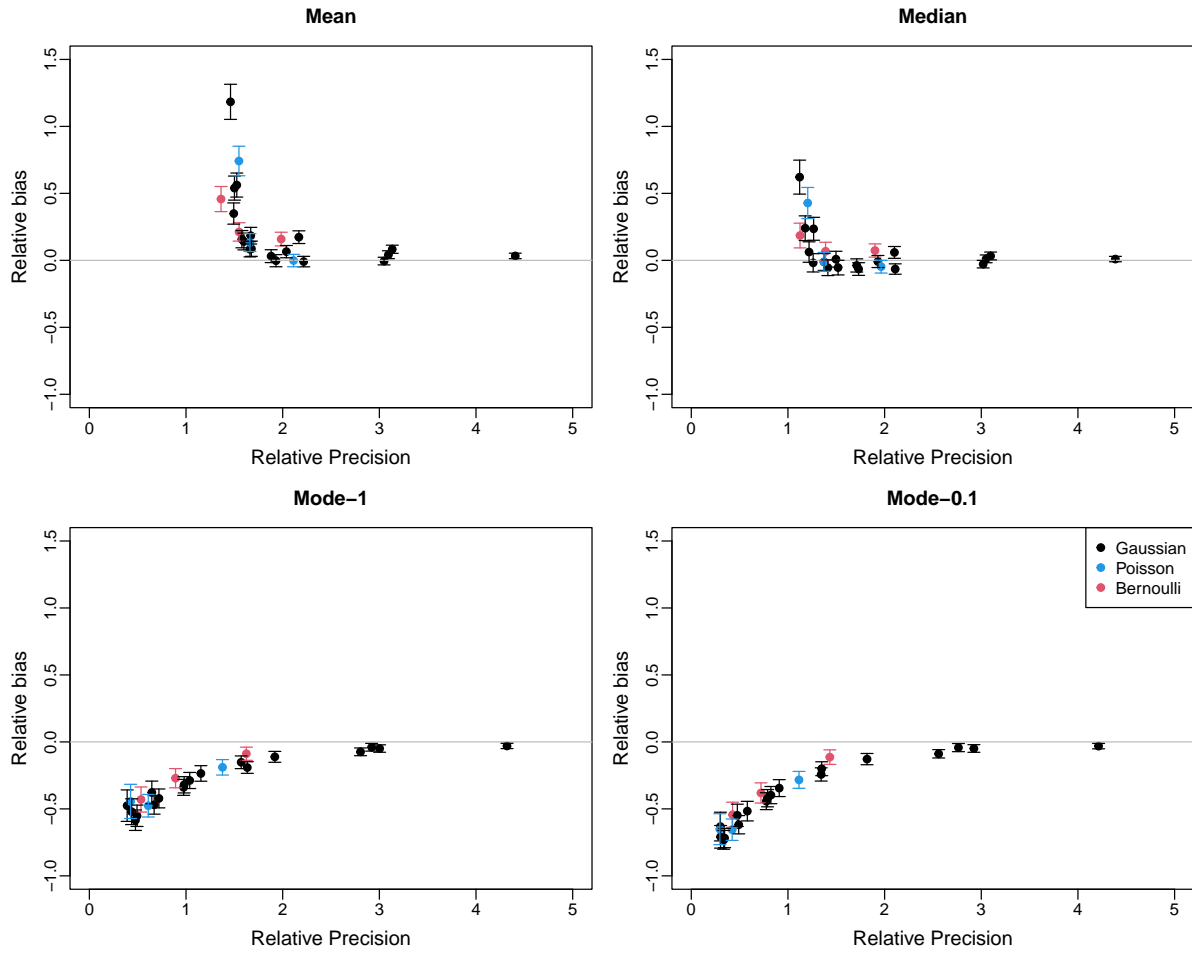 Mean
Median
1.5
1.0
0.5
0.0
−0.5
−1.0
Relative bias
0 1 2 3 4 5
Relative Precision
1.5
1.0
0.5
0.0
−0.5
−1.0
Relative bias
0 1 2 3 4 5
Relative Precision
Mode−1
Mode−0.1
1.5
1.0
0.5
0.0
−0.5
−1.0
Relative bias
0 1 2 3 4 5
Relative Precision
1.5
1.0
0.5
0.0
−0.5
−1.0
Relative bias
Gaussian
Poisson
Bernoulli
0 1 2 3 4 5
Relative Precision